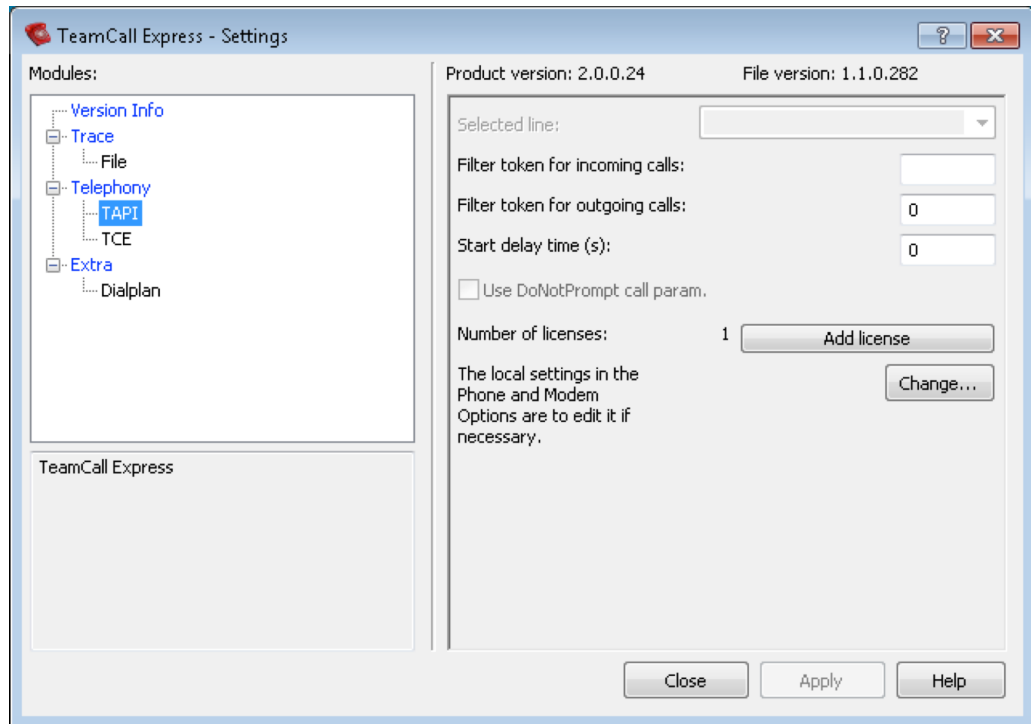 TeamCall Express - Settings
Modules:
Product version: 2.0.0.24 File version: 1.1.0.282
Version Info
Trace
File
Telephony
TAPI
TCE
Extra
Dialplan
TeamCall Express
Selected line:
Filter token for incoming calls:
Filter token for outgoing calls: 0
Start delay time (s): 0
Use DoNotPrompt call param.
Number of licenses: 1 Add license
The local settings in the
Phone and Modem
Options are to edit it if
necessary.
Change...
Close Apply Help